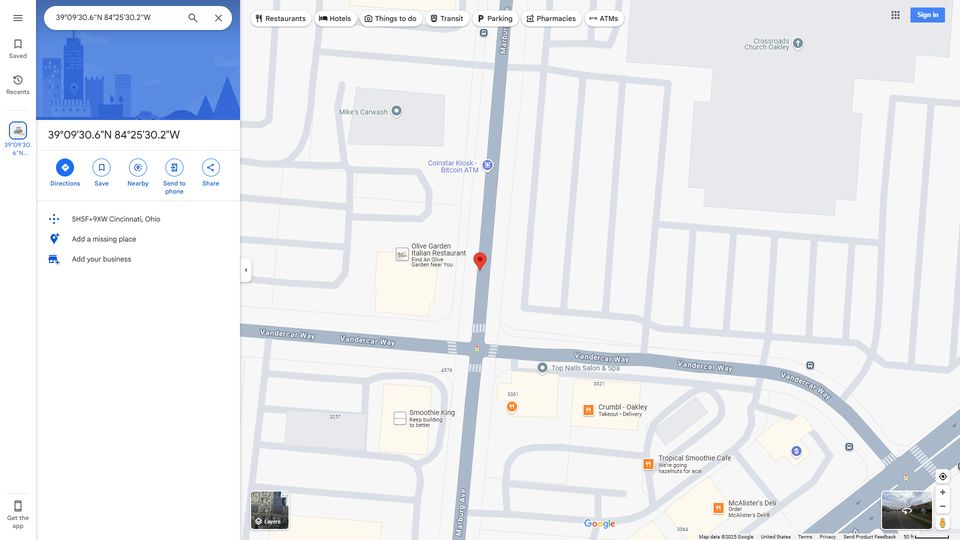 39°09'30.6"N 84°25'30.2"W
Restaurants
Hotels
Things to do
Transit
Parking
Pharmacies
ATMs
Sign in
Saved
Recents
39°09'30.
6"N...
39°09'30.6"N 84°25'30.2"W
Directions
Save
Nearby
Send to
phone
Share
5H5F+9XW Cincinnati, Ohio
Add a missing place
Add your business
Get the
app
Marburg
Crossroads
Church Oakley
Mike's Carwash
Coinstar Kiosk -
Bitcoin ATM
Olive Garden
Italian Restaurant
Find An Olive
Garden Near You
Vandercar Way
Vandercar Way
Vandercar Way
Vandercar Way
Vandercar Way
4579
Top Nails Salon & Spa
3257
Smoothie King
Keep building
to better
3301
3321
Crumbl - Oakley
Takeout • Delivery
Tropical Smoothie Cafe
We're going
hazelnuts for acai
McAlister's Deli
Order
McAlister's Deli®
3364
Marburg Ave
Layers
Google
Map data ©2025 Google
United States
Terms
Privacy
Send Product Feedback
50 ft